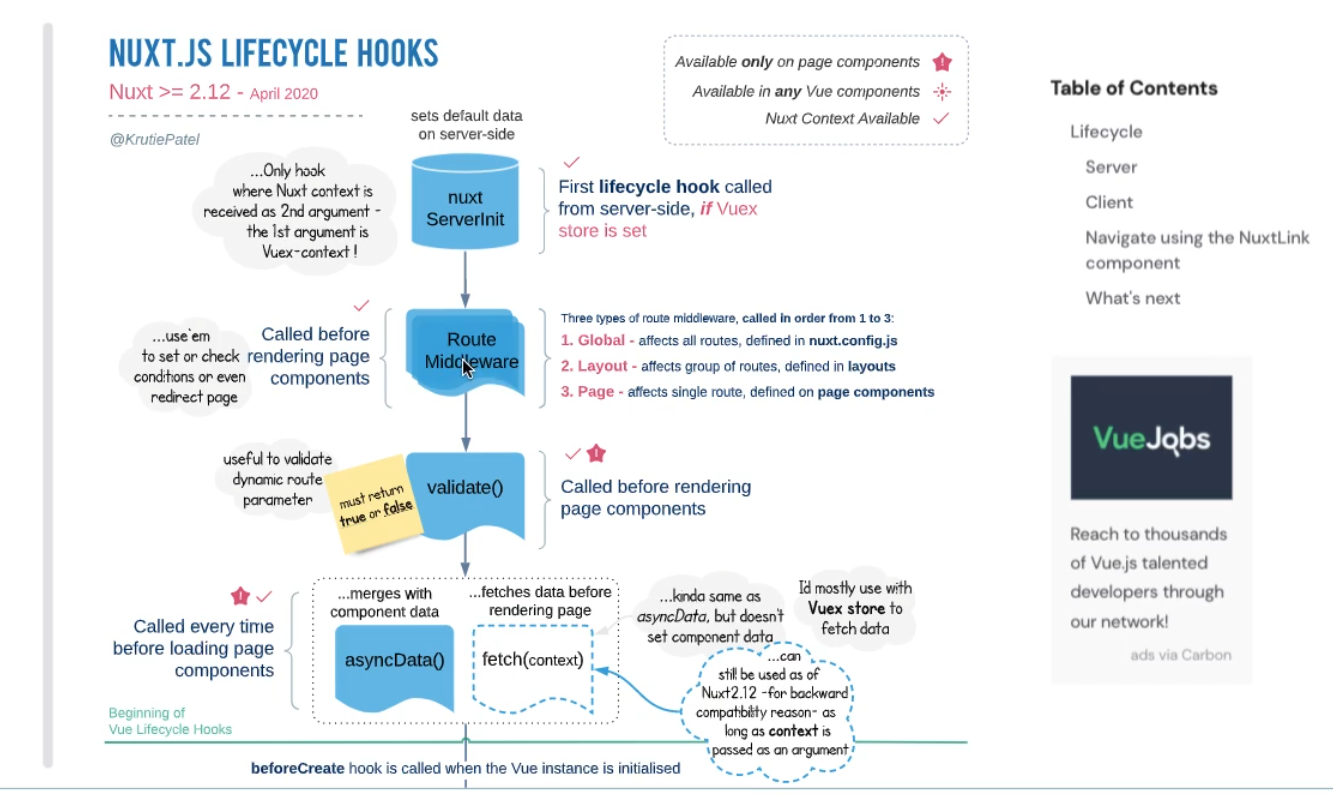 NUXT.JS LIFECYCLE HOOKS
Nuxt >= 2.12 - April 2020
@KrutiePatel
Available only on page components
Available in any Vue components
Nuxt Context Available
sets default data
on server-side
...Only hook
where Nuxt context is
received as 2nd argument -
the 1st argument is
Vuex-context !
nuxt
ServerInit
First lifecycle hook called
from server-side, if Vuex
store is set
...use`em
to set or check
conditions or even
redirect page
Called before
rendering page
components
Route
Middleware
Three types of route middleware, called in order from 1 to 3:
1. Global - affects all routes, defined in nuxt.config.js
2. Layout - affects group of routes, defined in layouts
3. Page - affects single route, defined on page components
useful to validate
dynamic route
parameter
must return
true or false
validate()
Called before rendering
page components
Called every time
before loading page
components
...merges with
component data
asyncData()
...fetches data before
rendering page
fetch(context)
...kinda same as
asyncData, but doesn't
set component data
I'd mostly use with
Vuex store to
fetch data
...can
still be used as of
Nuxt2.12 -for backward
compatibility reason- as
long as context is
passed as an argument
Beginning of
Vue Lifecycle Hooks
beforeCreate hook is called when the Vue instance is initialised
Table of Contents
Lifecycle
Server
Client
Navigate using the NuxtLink
component
What's next
VueJobs
Reach to thousands
of Vue.js talented
developers through
our network!
ads via Carbon